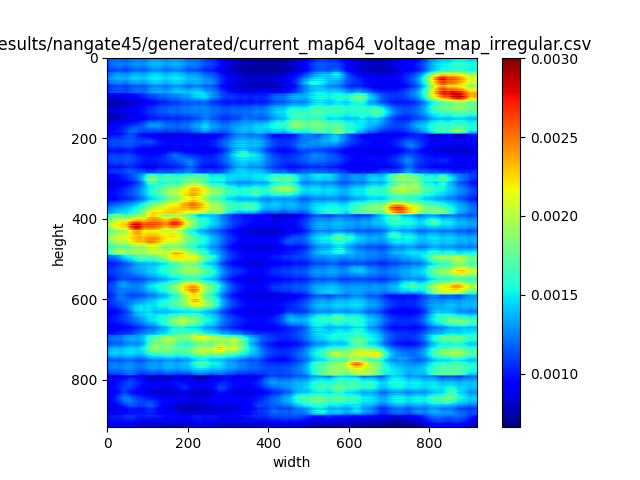 esults/nangate45/generated/current_map64_voltage_map_irregular.csv
0
200
400
600
800
height
0 200 400 600 800
width
0.0030
0.0025
0.0020
0.0015
0.0010